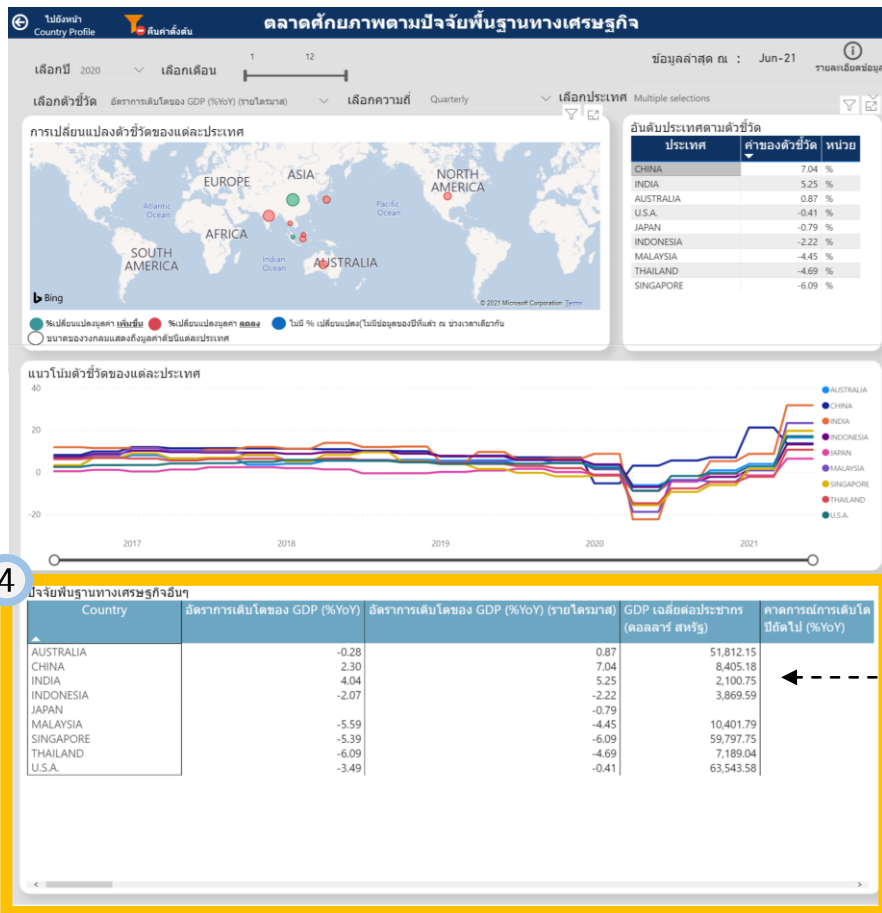 ไปยังหน้า
Country Profile
คืนค่าตั้งต้น
ตลาดศักยภาพตามปัจจัยพื้นฐานทางเศรษฐกิจ
เลือกปี 2020
เลือกเดือน
1 12
ข้อมูลล่าสุด ณ : Jun-21
รายละเอียดข้อมูล
เลือกตัวชี้วัด อัตราการเติบโตของ GDP (%YoY) (รายไตรมาส)
เลือกความถี่ Quarterly
เลือกประเทศ Multiple selections
การเปลี่ยนแปลงตัวชี้วัดของแต่ละประเทศ
EUROPE
ASIA
NORTH
AMERICA
Atlantic
Ocean
Pacific
Ocean
AFRICA
SOUTH
AMERICA
Indian
Ocean
AUSTRALIA
Bing
© 2021 Microsoft Corporation Terms
%เปลี่ยนแปลงมูลค่า เพิ่มขึ้น %เปลี่ยนแปลงมูลค่า ลดลง ไม่มี % เปลี่ยนแปลง(ไม่มีข้อมูลของปีที่แล้ว ณ ช่วงเวลาเดียวกัน
ขนาดของวงกลมแสดงถึงมูลค่าดัชนีแต่ละประเทศ
อันดับประเทศตามตัวชี้วัด
ประเทศ ค่าของตัวชี้วัด หน่วย
CHINA 7.04 %
INDIA 5.25 %
AUSTRALIA 0.87 %
U.S.A. -0.41 %
JAPAN -0.79 %
INDONESIA -2.22 %
MALAYSIA -4.45 %
THAILAND -4.69 %
SINGAPORE -6.09 %
แนวโน้มตัวชี้วัดของแต่ละประเทศ
40
20
0
-20
2017 2018 2019 2020 2021
AUSTRALIA
CHINA
INDIA
INDONESIA
JAPAN
MALAYSIA
SINGAPORE
THAILAND
U.S.A.
4
ปัจจัยพื้นฐานทางเศรษฐกิจอื่นๆ
Country อัตราการเติบโตของ GDP (%YoY) อัตราการเติบโตของ GDP (%YoY) (รายไตรมาส) GDP เฉลี่ยต่อประชากร คาดการณ์การเติบโต
(ดอลลาร์ สหรัฐ) ปีถัดไป (%YoY)
AUSTRALIA -0.28 0.87 51,812.15
CHINA 2.30 7.04 8,405.18
INDIA 4.04 5.25 2,100.75
INDONESIA -2.07 -2.22 3,869.59
JAPAN -0.79
MALAYSIA -5.59 -4.45 10,401.79
SINGAPORE -5.39 -6.09 59,797.75
THAILAND -6.09 -4.69 7,189.04
U.S.A. -3.49 -0.41 63,543.58